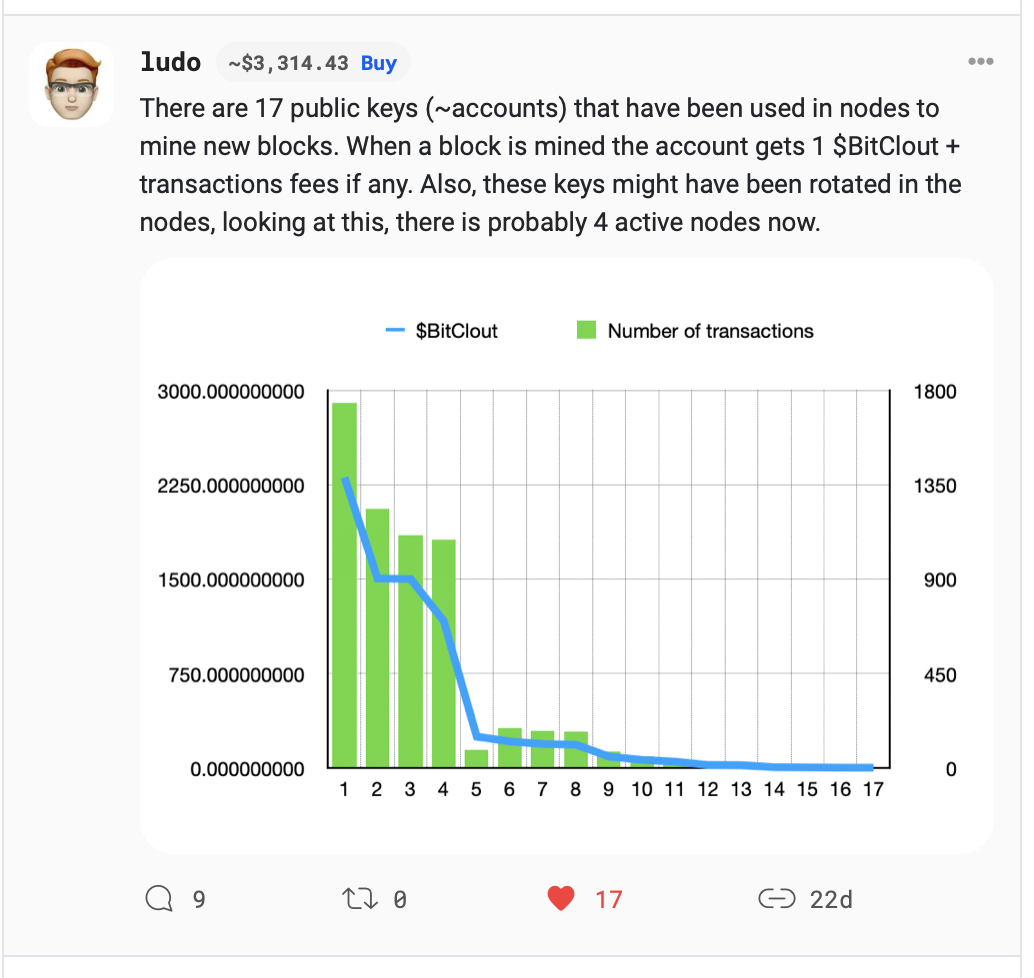 ludo ~$3,314.43 Buy
There are 17 public keys (~accounts) that have been used in nodes to
mine new blocks. When a block is mined the account gets 1 $BitClout +
transactions fees if any. Also, these keys might have been rotated in the
nodes, looking at this, there is probably 4 active nodes now.
$BitClout Number of transactions
3000.000000000 1800
2250.000000000 1350
1500.000000000 900
750.000000000 450
0.000000000 0
1 2 3 4 5 6 7 8 9 10 11 12 13 14 15 16 17
9 0 17 22d